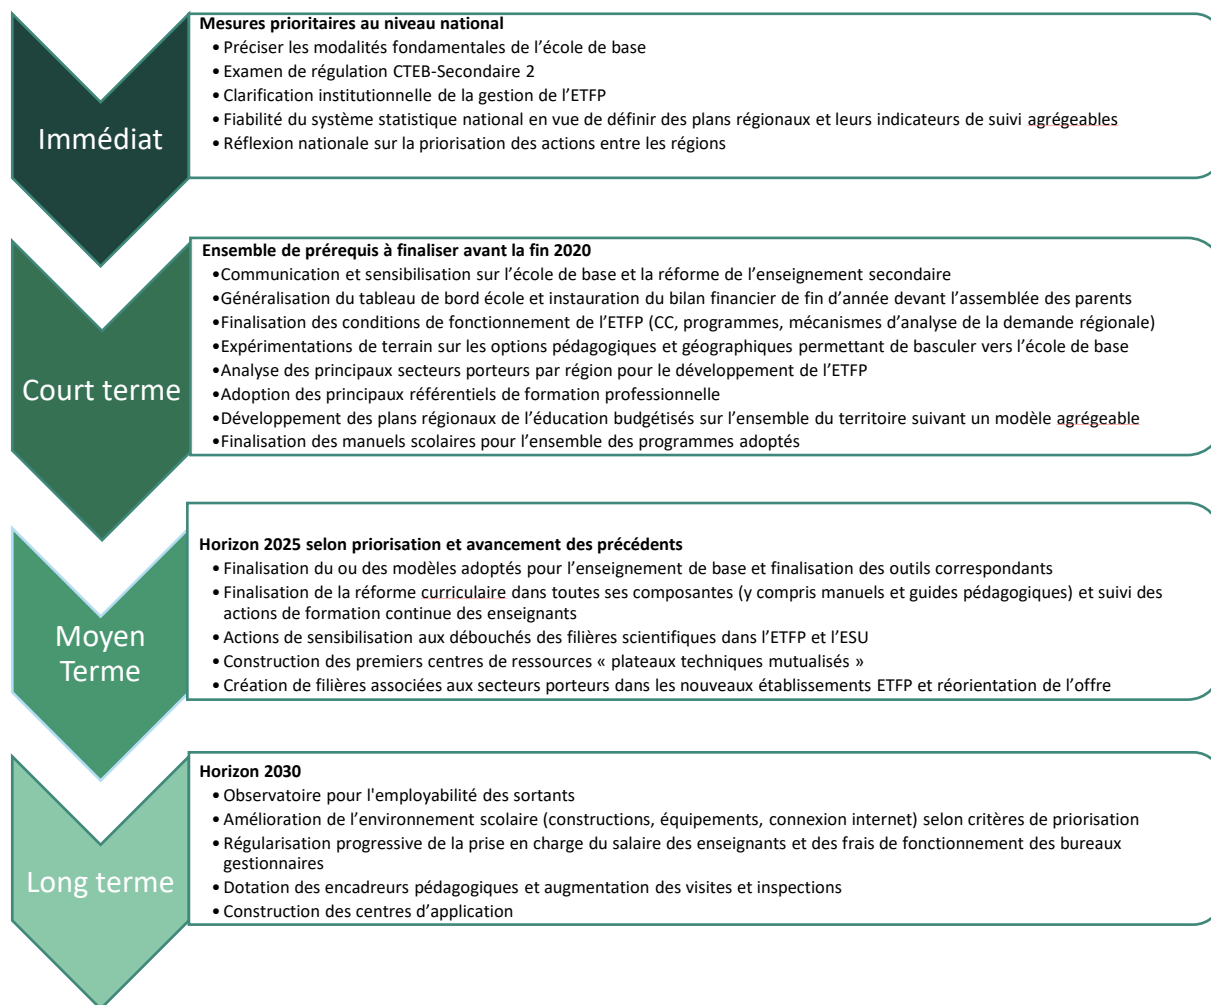 Immédiat
Mesures prioritaires au niveau national
• Préciser les modalités fondamentales de l'école de base
• Examen de régulation CTEB-Secondaire 2
• Clarification institutionnelle de la gestion de l'ETFP
• Fiabilité du système statistique national en vue de définir des plans régionaux et leurs indicateurs de suivi agrégeables
• Réflexion nationale sur la priorisation des actions entre les régions
Court terme
Ensemble de prérequis à finaliser avant la fin 2020
•Communication et sensibilisation sur l'école de base et la réforme de l'enseignement secondaire
•Généralisation du tableau de bord école et instauration du bilan financier de fin d'année devant l'assemblée des parents
•Finalisation des conditions de fonctionnement de l'ETFP (CC, programmes, mécanismes d'analyse de la demande régionale)
•Expérimentations de terrain sur les options pédagogiques et géographiques permettant de basculer vers l'école de base
•Analyse des principaux secteurs porteurs par région pour le développement de l'ETFP
•Adoption des principaux référentiels de formation professionnelle
•Développement des plans régionaux de l'éducation budgétisés sur l'ensemble du territoire suivant un modèle agrégeable
•Finalisation des manuels scolaires pour l'ensemble des programmes adoptés
Moyen
Terme
Horizon 2025 selon priorisation et avancement des précédents
• Finalisation du ou des modèles adoptés pour l'enseignement de base et finalisation des outils correspondants
• Finalisation de la réforme curriculaire dans toutes ses composantes (y compris manuels et guides pédagogiques) et suivi des
actions de formation continue des enseignants
• Actions de sensibilisation aux débouchés des filières scientifiques dans l'ETFP et l'ESU
• Construction des premiers centres de ressources « plateaux techniques mutualisés »
• Création de filières associées aux secteurs porteurs dans les nouveaux établissements ETFP et réorientation de l'offre
Long terme
Horizon 2030
• Observatoire pour l'employabilité des sortants
• Amélioration de l'environnement scolaire (constructions, équipements, connexion internet) selon critères de priorisation
• Régularisation progressive de la prise en charge du salaire des enseignants et des frais de fonctionnement des bureaux
gestionnaires
• Dotation des encadreurs pédagogiques et augmentation des visites et inspections
• Construction des centres d'application